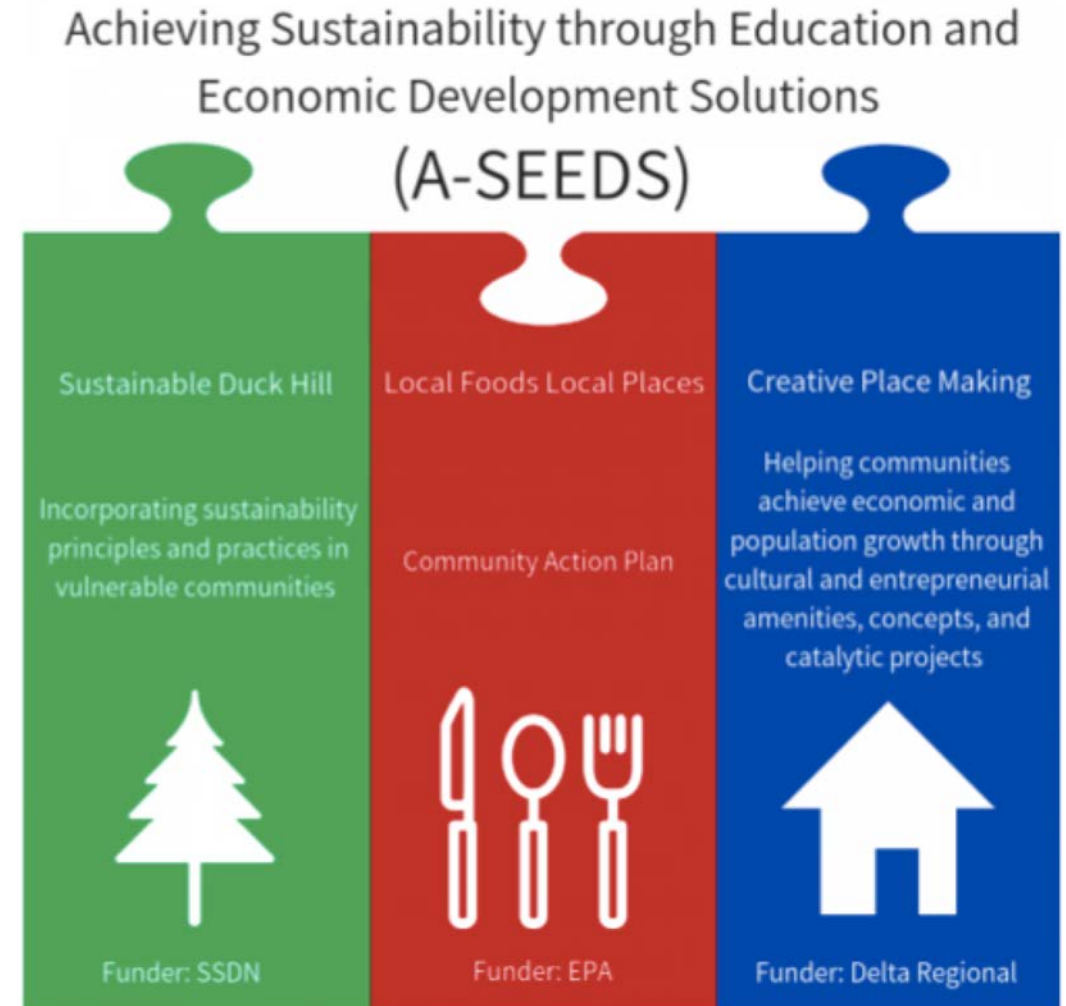 Achieving Sustainability through Education and
Economic Development Solutions
(A-SEEDS)
Sustainable Duck Hill
Incorporating sustainability
principles and practices in
vulnerable communities
Funder: SSDN
Local Foods Local Places
Community Action Plan
Funder: EPA
Creative Place Making
Helping communities
achieve economic and
population growth through
cultural and entrepreneurial
amenities, concepts, and
catalytic projects
Funder: Delta Regional